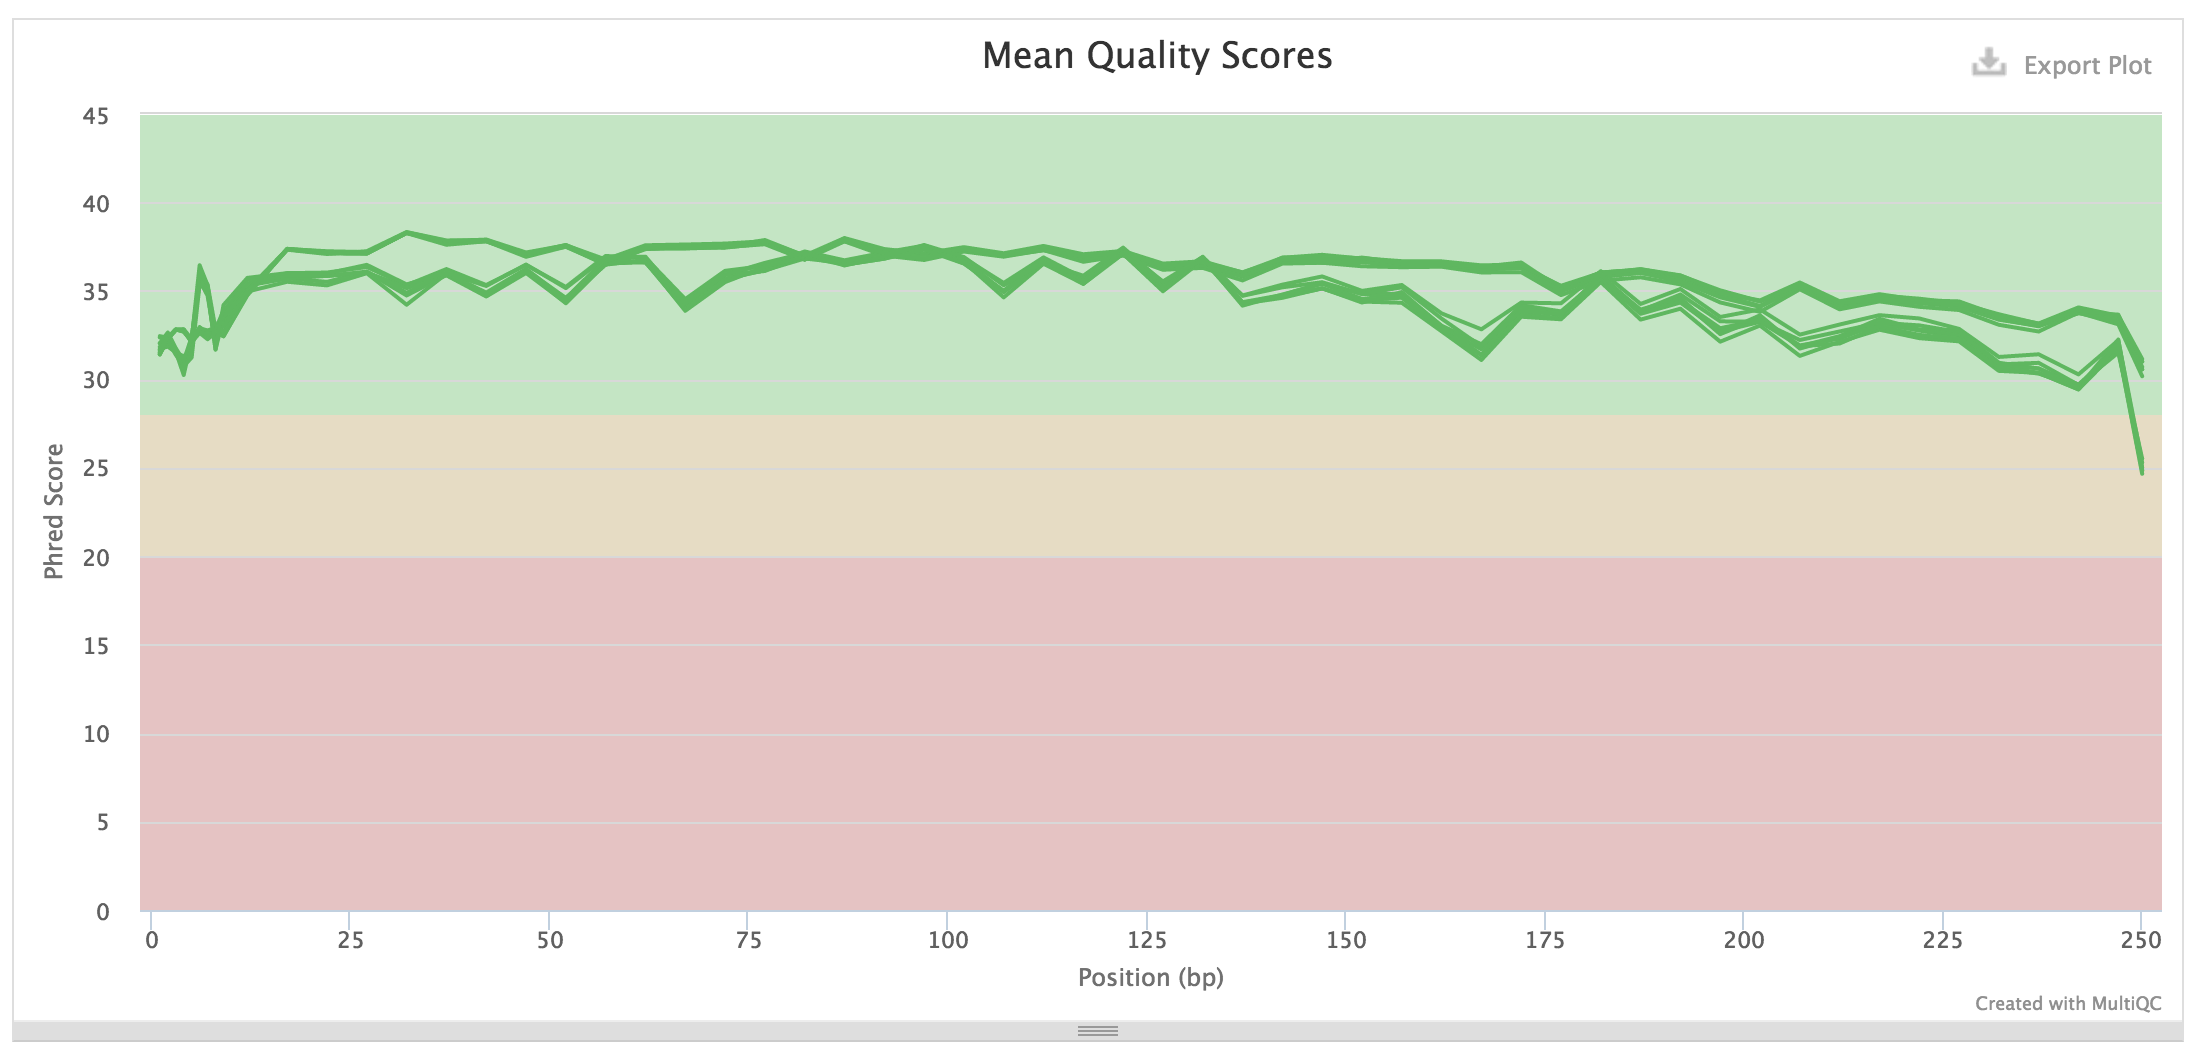 Mean Quality Scores
Export Plot
45
40
35
30
25
20
15
10
5
0
Phred Score
0 25 50 75 100 125 150 175 200 225 250
Position (bp)
Created with MultiQC